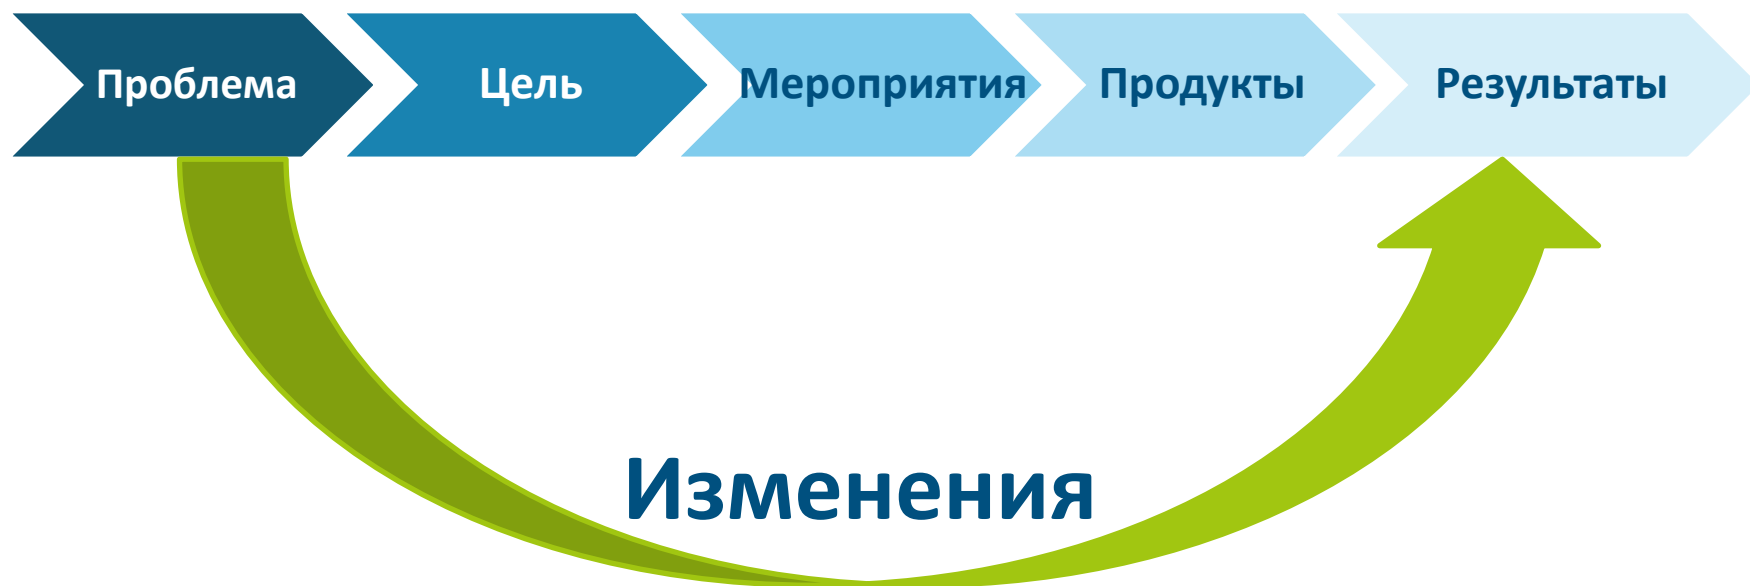 Проблема
Цель
Мероприятия
Продукты
Результаты
Изменения